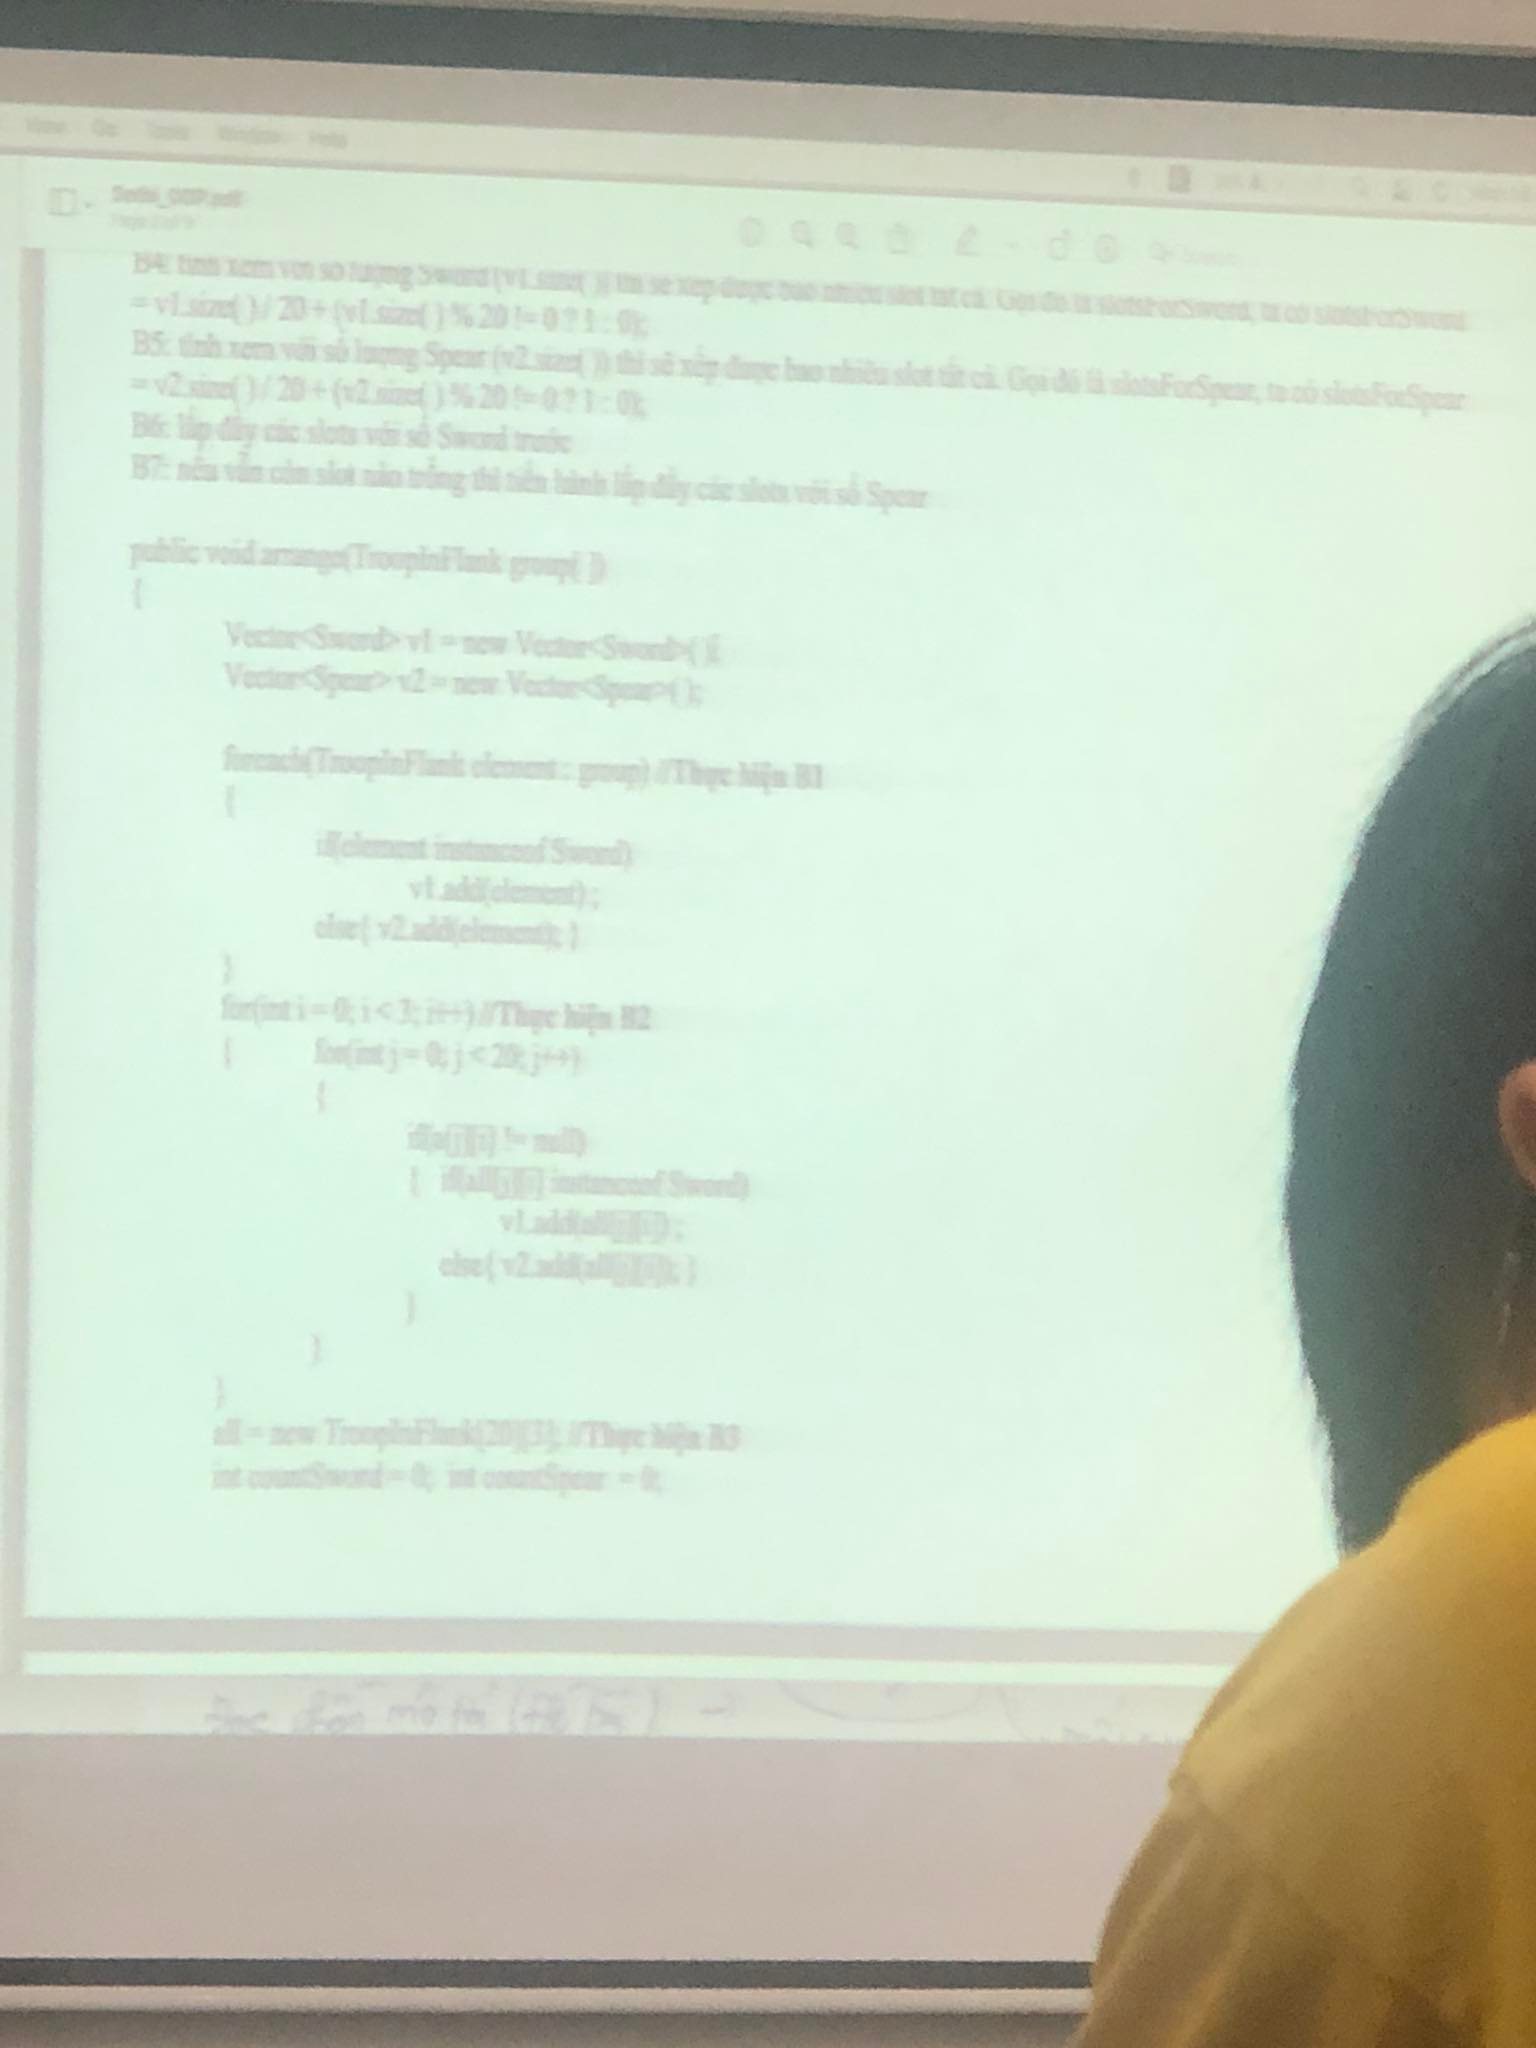 View Go Tools Window Help
B4: tính xem với số lượng Sword (v1.size( )) thì sẽ xếp được bao nhiêu slot tất cả. Gọi đó là slotsForSword, ta có slotsForSword
= v1.size( ) / 20 + (v1.size( ) % 20 != 0 ? 1 : 0);
B5: tính xem với số lượng Spear (v2.size( )) thì sẽ xếp được bao nhiêu slot tất cả. Gọi đó là slotsForSpear, ta có slotsForSpear
= v2.size( ) / 20 + (v2.size( ) % 20 != 0 ? 1 : 0);
B6: lấp đầy các slots với số Sword trước
B7: nếu vẫn còn slot nào trống thì tiến hành lấp đầy các slots với số Spear
public void arrange(TroopInFlank group[ ])
{
Vector<Sword> v1 = new Vector<Sword>( );
Vector<Spear> v2 = new Vector<Spear>( );
foreach(TroopInFlank element : group) //Thực hiện B1
{
if(element instanceof Sword)
v1.add(element) ;
else{ v2.add(element); }
}
for(int i = 0; i < 3; i++) //Thực hiện B2
{ for(int j = 0; j < 20; j++)
{
if(a[j][i] != null)
{ if(all[j][i] instanceof Sword)
v1.add(all[j][i]) ;
else{ v2.add(all[j][i]); }
}
}
}
all = new TroopInFlank[20][3]; //Thực hiện B3
int countSword = 0; int countSpear = 0;